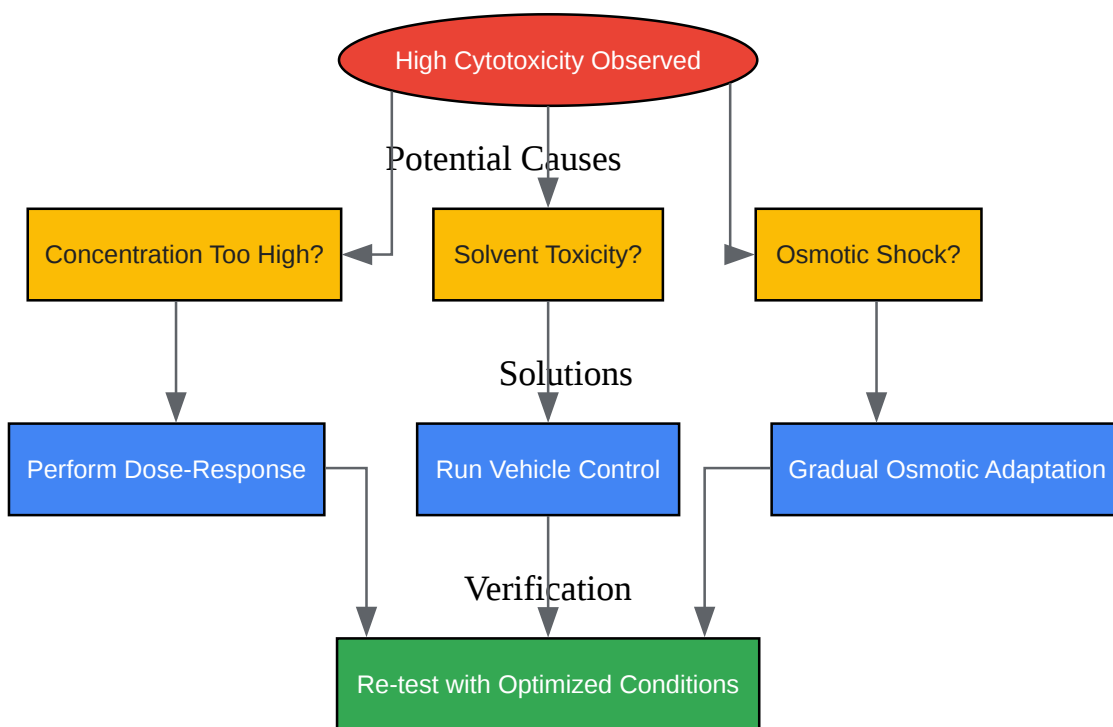 High Cytotoxicity Observed
Potential Causes
Concentration Too High?
Solvent Toxicity?
Osmotic Shock?
Solutions
Perform Dose-Response
Run Vehicle Control
Gradual Osmotic Adaptation
Verification
Re-test with Optimized Conditions